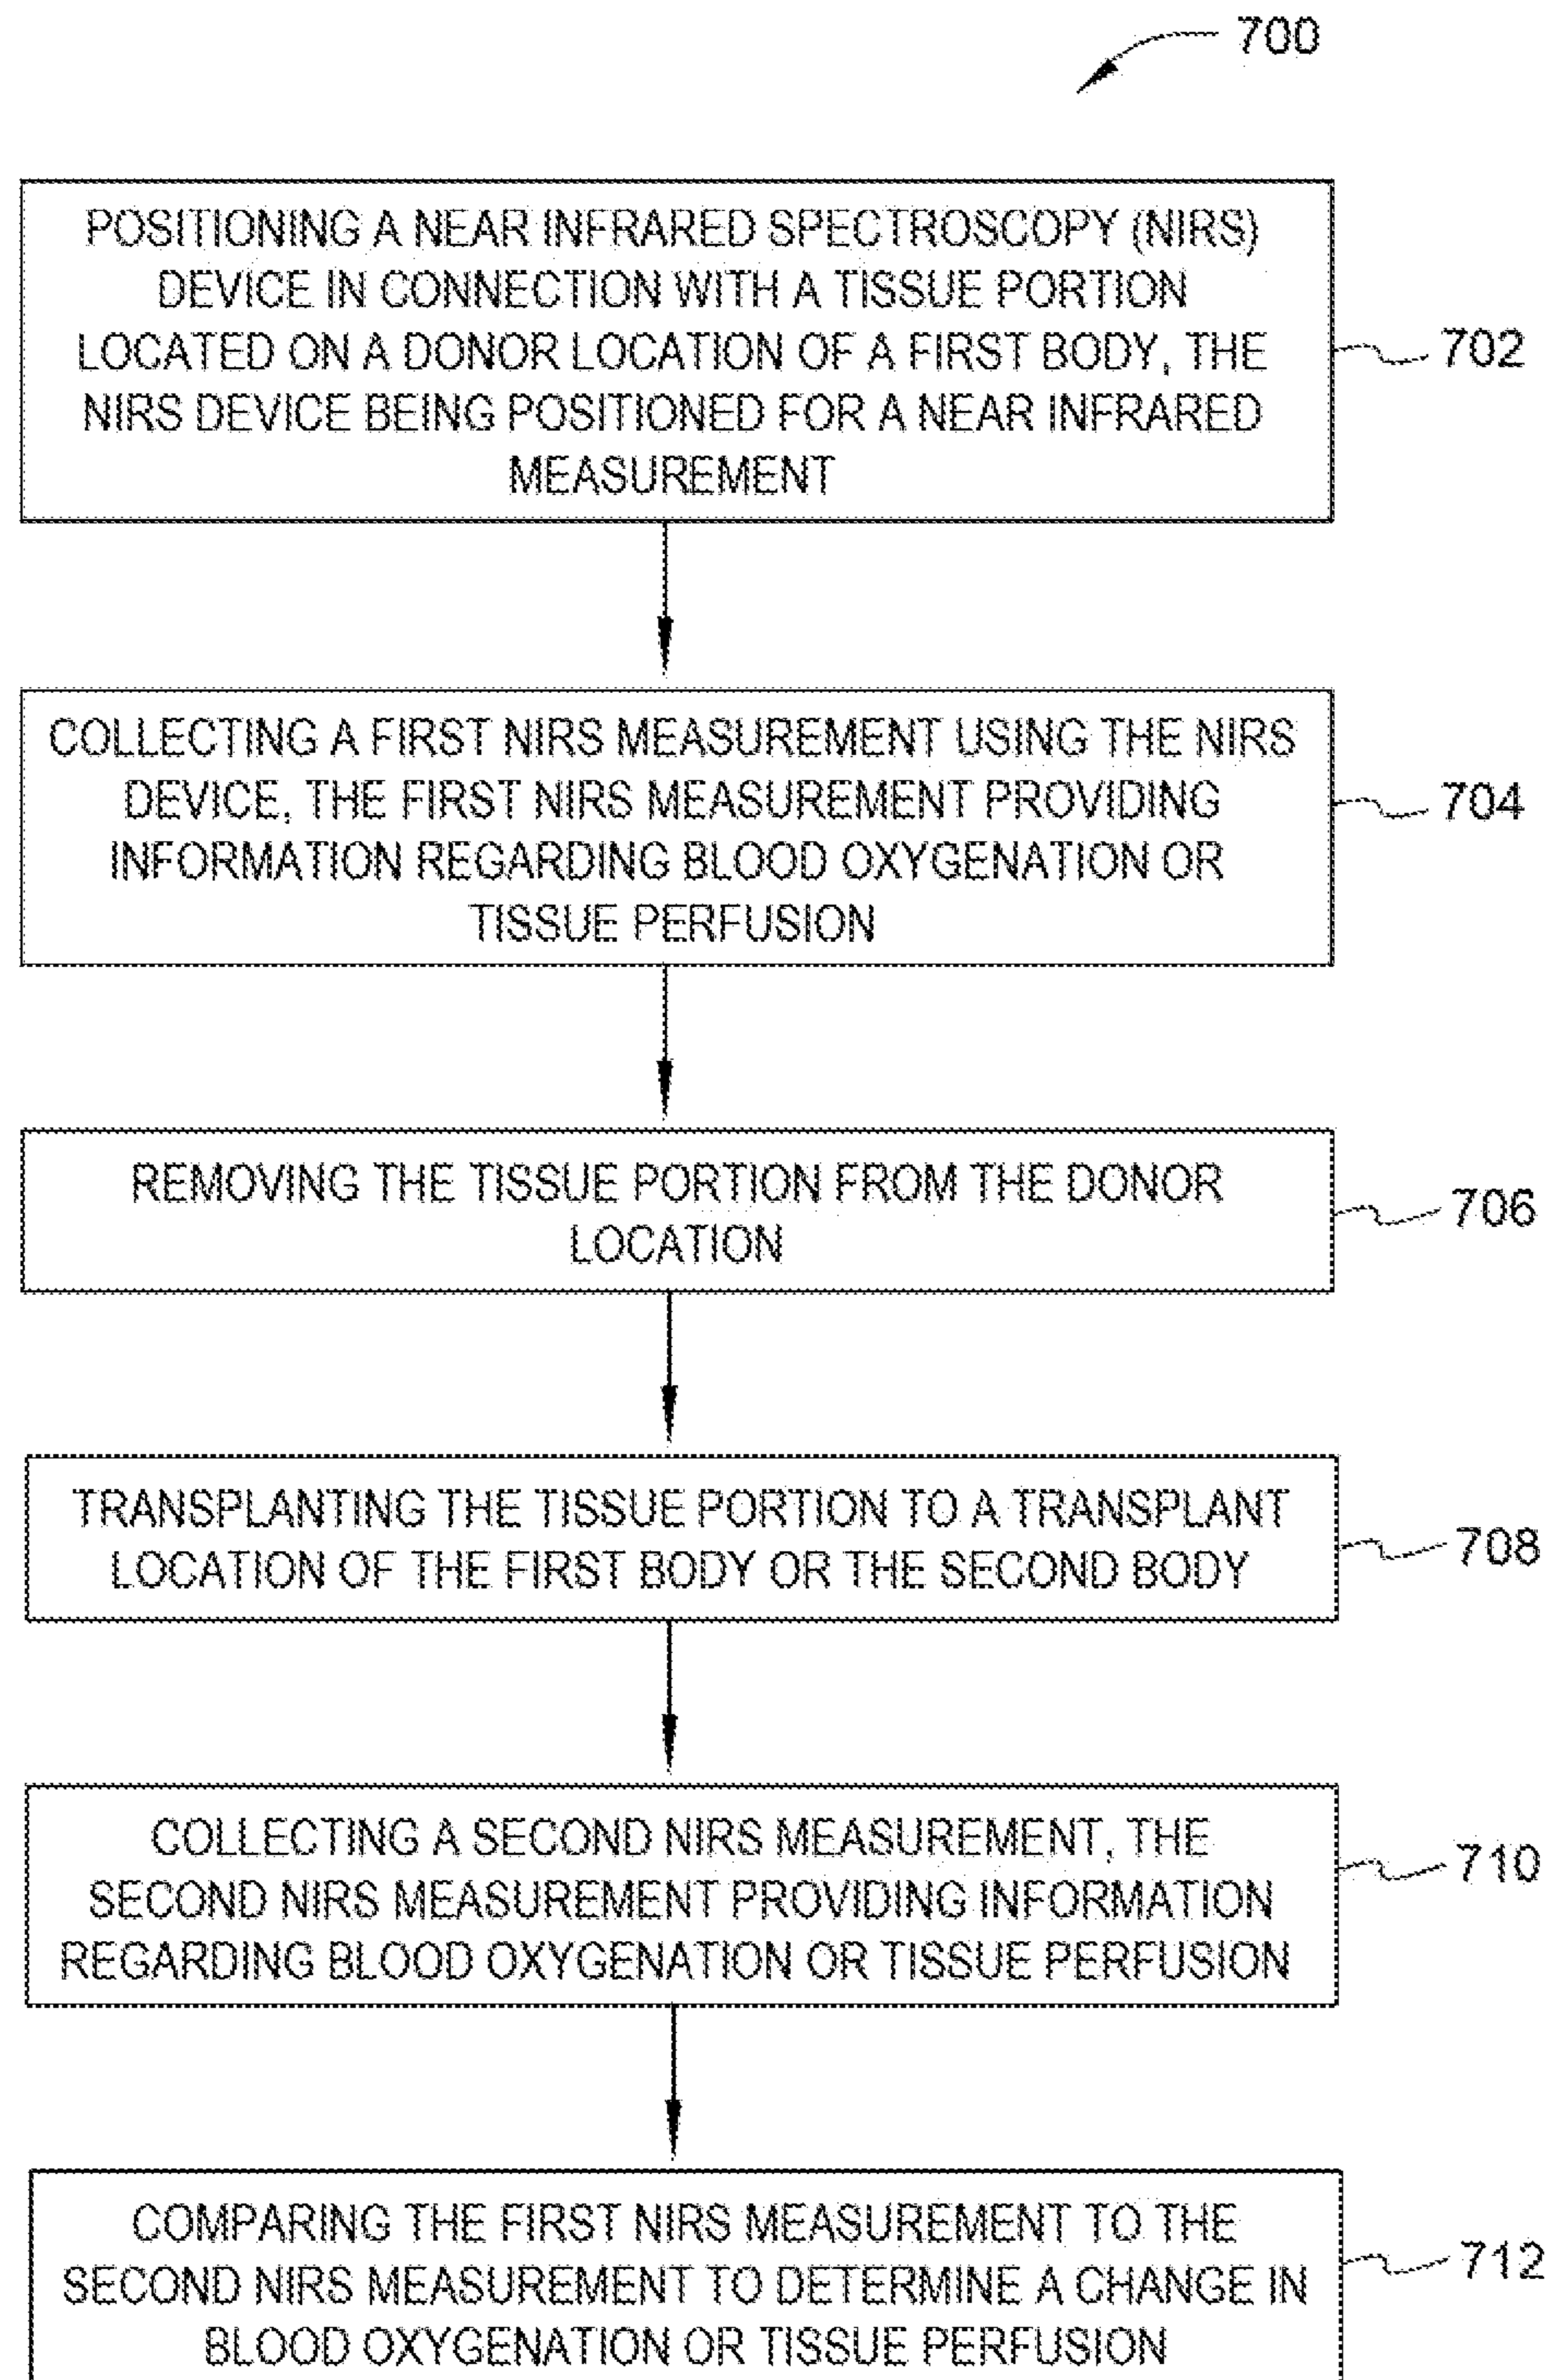 700
POSITIONING A NEAR INFRARED SPECTROSCOPY (NIRS)
DEVICE IN CONNECTION WITH A TISSUE PORTION
LOCATED ON A DONOR LOCATION OF A FIRST BODY, THE
NIRS DEVICE BEING POSITIONED FOR A NEAR INFRARED
MEASUREMENT
702
COLLECTING A FIRST NIRS MEASUREMENT USING THE NIRS
DEVICE, THE FIRST NIRS MEASUREMENT PROVIDING
INFORMATION REGARDING BLOOD OXYGENATION OR
TISSUE PERFUSION
704
REMOVING THE TISSUE PORTION FROM THE DONOR
LOCATION
706
TRANSPLANTING THE TISSUE PORTION TO A TRANSPLANT
LOCATION OF THE FIRST BODY OR THE SECOND BODY
708
COLLECTING A SECOND NIRS MEASUREMENT, THE
SECOND NIRS MEASUREMENT PROVIDING INFORMATION
REGARDING BLOOD OXYGENATION OR TISSUE PERFUSION
710
COMPARING THE FIRST NIRS MEASUREMENT TO THE
SECOND NIRS MEASUREMENT TO DETERMINE A CHANGE IN
BLOOD OXYGENATION OR TISSUE PERFUSION
712